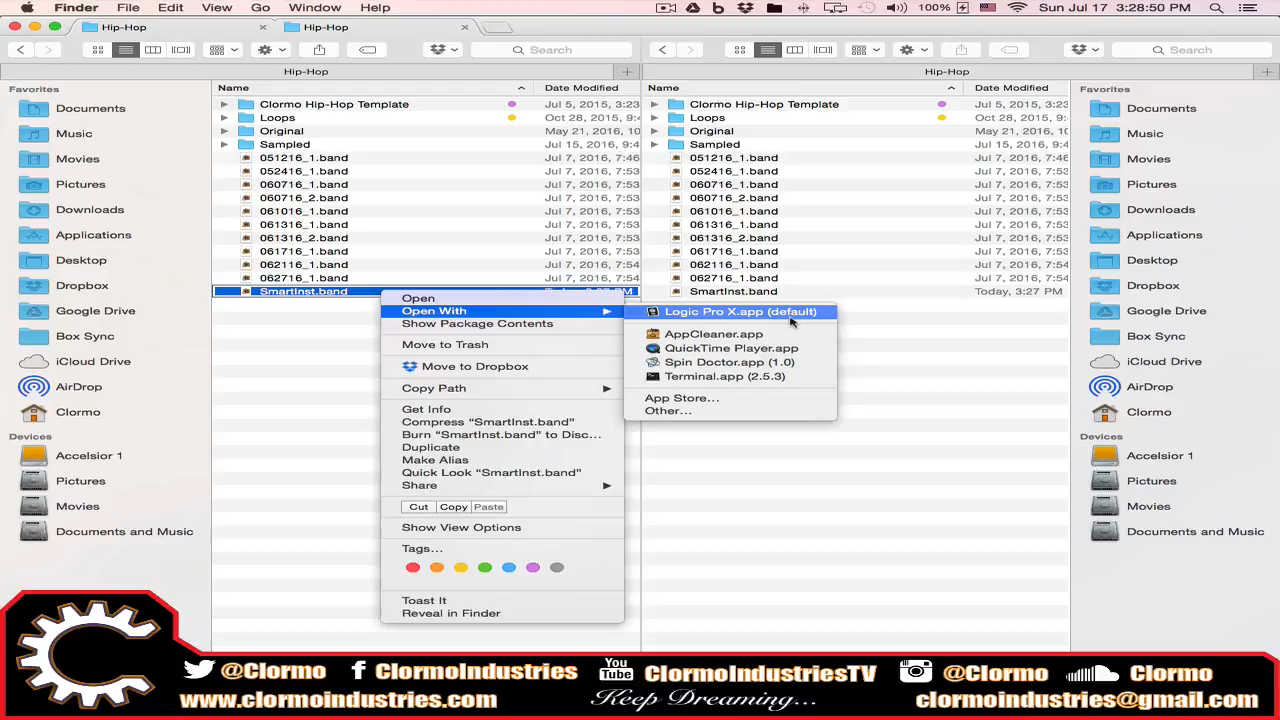 Finder File Edit View Go Window Help 100% Sun Jul 17 3:28:50 PM
Hip-Hop Hip-Hop
Search Search
Hip-Hop Hip-Hop
Favorites
Documents
Music
Movies
Pictures
Downloads
Applications
Desktop
Dropbox
Google Drive
Box Sync
iCloud Drive
AirDrop
Clormo
Devices
Accelsior 1
Pictures
Movies
Documents and Music
Name Date Modified
Clormo Hip-Hop Template Jul 5, 2015, 3:23
Loops Oct 28, 2015, 9:4
Original May 21, 2016, 10
Sampled Jul 15, 2016, 9:4
051216_1.band Jul 7, 2016, 7:46
052416_1.band Jul 7, 2016, 7:53
060716_1.band Jul 7, 2016, 7:53
060716_2.band Jul 7, 2016, 7:53
061016_1.band Jul 7, 2016, 7:53
061316_1.band Jul 7, 2016, 7:53
061316_2.band Jul 7, 2016, 7:53
061716_1.band Jul 7, 2016, 7:53
062116_1.band Jul 7, 2016, 7:54
062716_1.band Jul 7, 2016, 7:54
SmartInst.band
Open
Open With
Show Package Contents
Move to Trash
Move to Dropbox
Copy Path
Get Info
Compress “SmartInst.band”
Burn “SmartInst.band” to Disc...
Duplicate
Make Alias
Quick Look “SmartInst.band”
Share
Cut Copy Paste
Show View Options
Tags...
Toast It
Reveal in Finder
Logic Pro X.app (default)
AppCleaner.app
QuickTime Player.app
Spin Doctor.app (1.0)
Terminal.app (2.5.3)
App Store...
Other...
Name Date Modified
Clormo Hip-Hop Template Jul 5, 2015, 3:23
Loops Oct 28, 2015, 9:4
Original May 21, 2016, 10
Sampled Jul 15, 2016, 9:4
051216_1.band Jul 7, 2016, 7:46
052416_1.band Jul 7, 2016, 7:53
060716_1.band Jul 7, 2016, 7:53
060716_2.band Jul 7, 2016, 7:53
061016_1.band Jul 7, 2016, 7:53
061316_1.band Jul 7, 2016, 7:53
061316_2.band Jul 7, 2016, 7:53
061716_1.band Jul 7, 2016, 7:53
062116_1.band Jul 7, 2016, 7:54
062716_1.band Jul 7, 2016, 7:54
SmartInst.band Today, 3:27 PM
Favorites
Documents
Music
Movies
Pictures
Downloads
Applications
Desktop
Dropbox
Google Drive
Box Sync
iCloud Drive
AirDrop
Clormo
Devices
Accelsior 1
Pictures
Movies
Documents and Music
@Clormo f ClormoIndustries You Tube ClormoIndustriesTV @Clormo Clormo
www.clormoindustries.com Keep Dreaming... clormoindustries@gmail.com